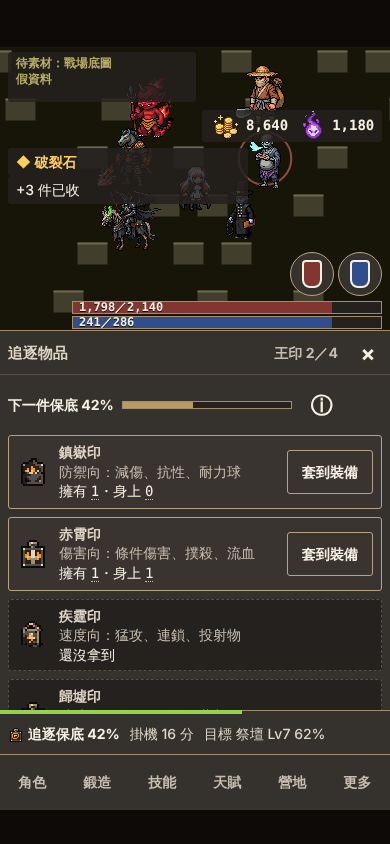 待素材：戰場底圖
假資料
8,640
1,180
◆ 破裂石
+3 件已收
1,798／2,140
241／286
追逐物品
王印 2／4
×
下一件保底 42%
鎮嶽印
防禦向：減傷、抗性、耐力球
擁有 1・身上 0
套到裝備
赤霄印
傷害向：條件傷害、撲殺、流血
擁有 1・身上 1
套到裝備
疾霆印
速度向：猛攻、連鎖、投射物
還沒拿到
歸墟印
追逐保底 42%
掛機 16 分
目標 祭壇 Lv7 62%
角色
鍛造
技能
天賦
營地
更多